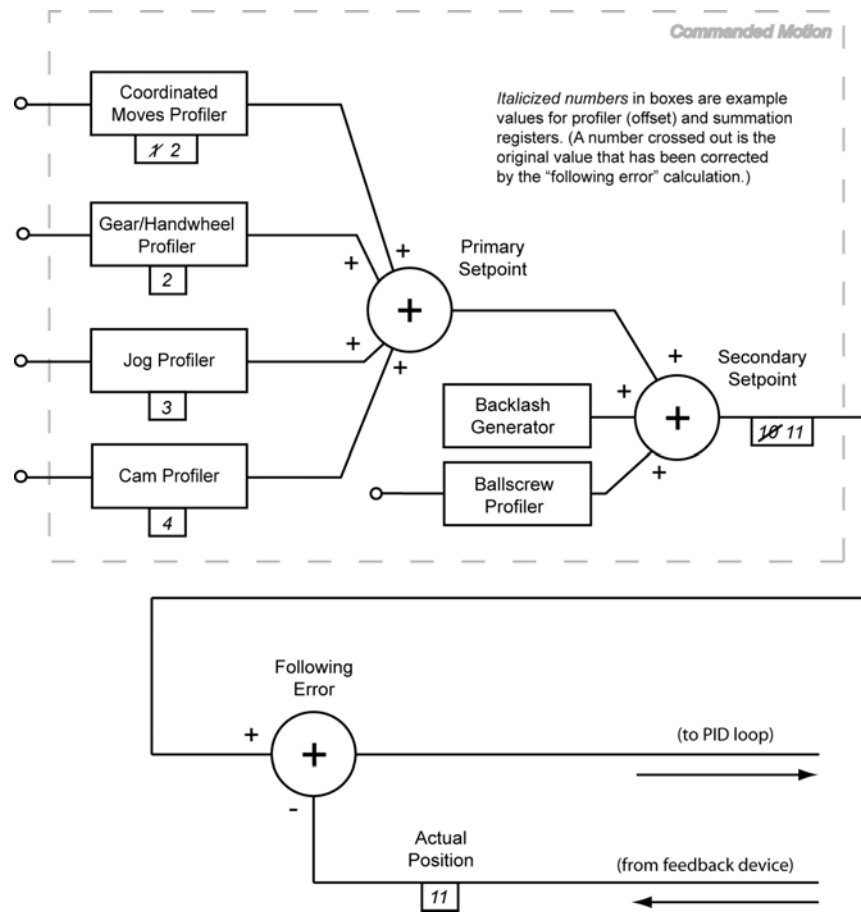 Commanded Motion
Coordinated
Moves Profiler
1 2
Italicized numbers in boxes are example
values for profiler (offset) and summation
registers. (A number crossed out is the
original value that has been corrected
by the “following error” calculation.)
Gear/Handwheel
Profiler
2
+
+
+
+
+
Primary
Setpoint
Jog Profiler
3
Cam Profiler
4
Backlash
Generator
Ballscrew
Profiler
+
+
+
+
Secondary
Setpoint
10 11
Following
Error
+
+
-
(to PID loop)
Actual
Position
11
(from feedback device)